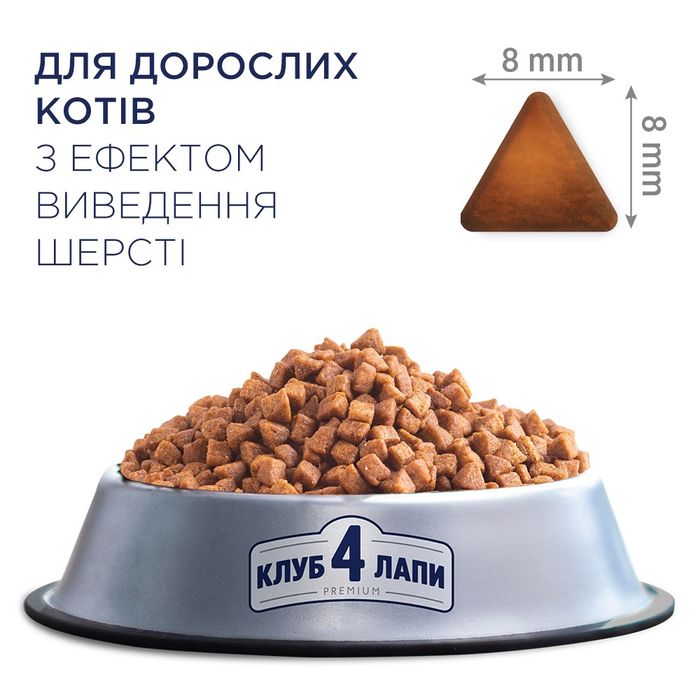 ДЛЯ ДОРОСЛИХ
КОТІВ
З ЕФЕКТОМ
ВИВЕДЕННЯ
ШЕРСТІ
8 mm
8 mm
КЛУБ 4 ЛАПИ
PREMIUM